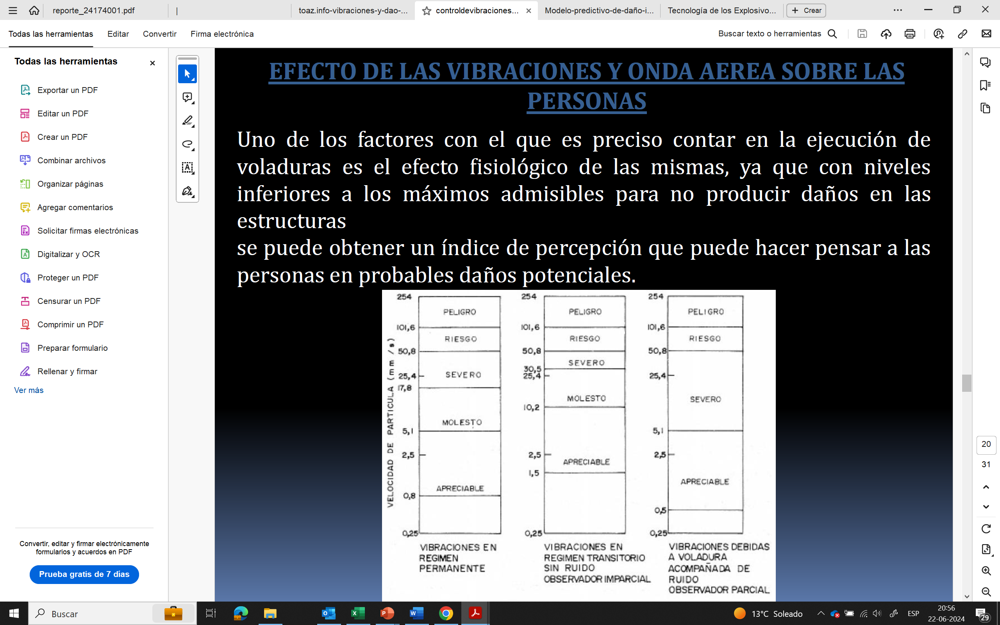 reporte_24174001.pdf
toaz.info-vibraciones-y-dao-...
controldevibraciones...
Modelo-predictivo-de-daño-i...
Tecnología de los Explosivo...
Crear
Todas las herramientas
Editar
Convertir
Firma electrónica
Buscar texto o herramientas
Todas las herramientas
Exportar un PDF
Editar un PDF
Crear un PDF
Combinar archivos
Organizar páginas
Agregar comentarios
Solicitar firmas electrónicas
Digitalizar y OCR
Proteger un PDF
Censurar un PDF
Comprimir un PDF
Preparar formulario
Rellenar y firmar
Ver más
Convertir, editar y firmar electrónicamente
formularios y acuerdos en PDF
Prueba gratis de 7 días
EFECTO DE LAS VIBRACIONES Y ONDA AEREA SOBRE LAS
PERSONAS
Uno de los factores con el que es preciso contar en la ejecución de
voladuras es el efecto fisiológico de las mismas, ya que con niveles
inferiores a los máximos admisibles para no producir daños en las
estructuras
se puede obtener un índice de percepción que puede hacer pensar a las
personas en probables daños potenciales.
VELOCIDAD DE PARTICULA (mm/s)
254
PELIGRO
101,6
RIESGO
50,8
SEVERO
25,4
17,8
MOLESTO
5,1
2,5
APRECIABLE
0,8
0,25
VIBRACIONES EN
REGIMEN
PERMANENTE
254
PELIGRO
101,6
RIESGO
50,8
SEVERO
30,5
25,4
MOLESTO
10,2
2,5
APRECIABLE
1,5
0,25
VIBRACIONES EN
REGIMEN TRANSITORIO
SIN RUIDO
OBSERVADOR IMPARCIAL
254
PELIGRO
101,6
RIESGO
50,8
25,4
SEVERO
5,1
2,5
APRECIABLE
0,5
0,25
VIBRACIONES DEBIDAS
A VOLADURA
ACOMPAÑADA DE
RUIDO
OBSERVADOR PARCIAL
20
31
Buscar
13°C Soleado
ESP
20:56
22-06-2024
29